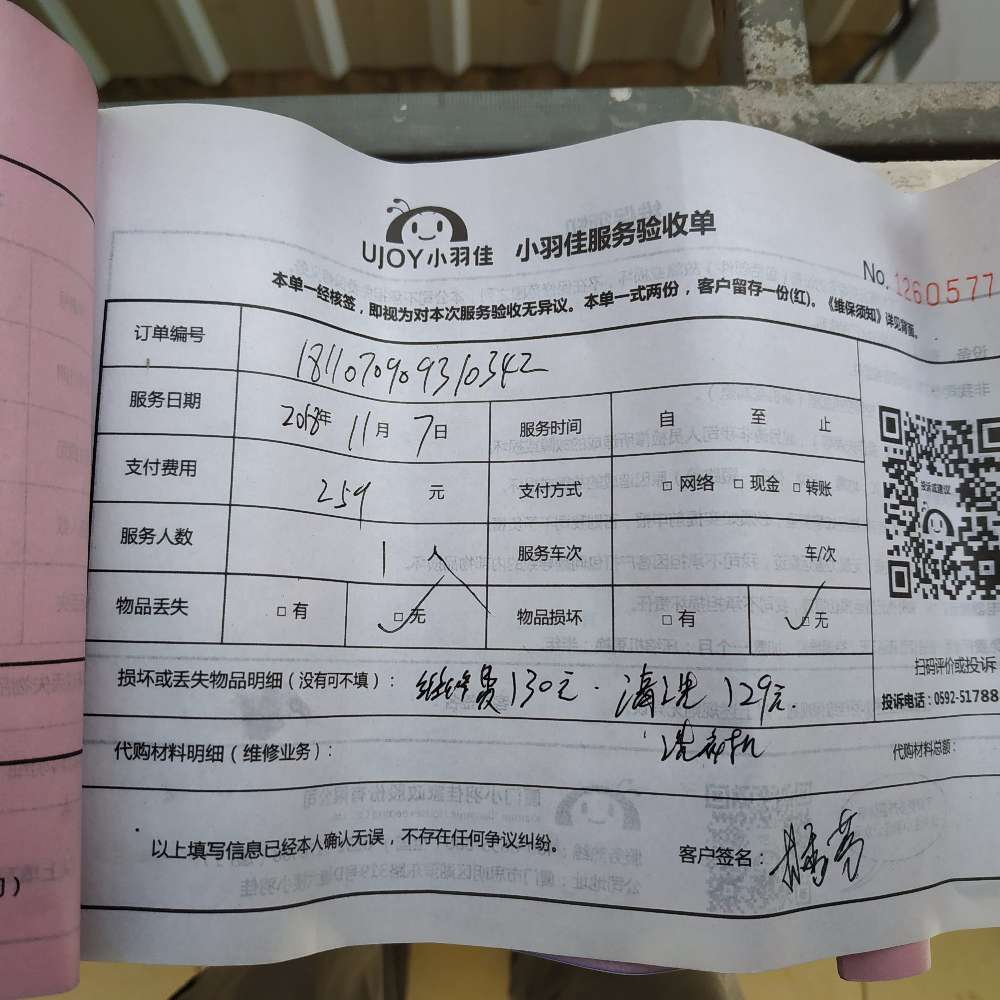 UJOY小羽佳 小羽佳服务验收单
No. 1260577
本单一经核签，即视为对本次服务验收无异议。本单一式两份，客户留存一份(红)。《维保须知》详见背面。
订单编号 1811070909310342
服务日期 2018年 11月 7日 服务时间 自 至 止
支付费用 259 元 支付方式 □网络 □现金 □转账
服务人数 1 人 服务车次 车/次
物品丢失 □有 □无 物品损坏 □有 □无
投诉或建议
扫码评价或投诉
投诉电话：0592-51788
损坏或丢失物品明细（没有可不填）：维修费130元. 清洗129元.
洗衣机
代购材料明细（维修业务）： 代购材料总额：
以上填写信息已经本人确认无误，不存在任何争议纠纷。 客户签名：